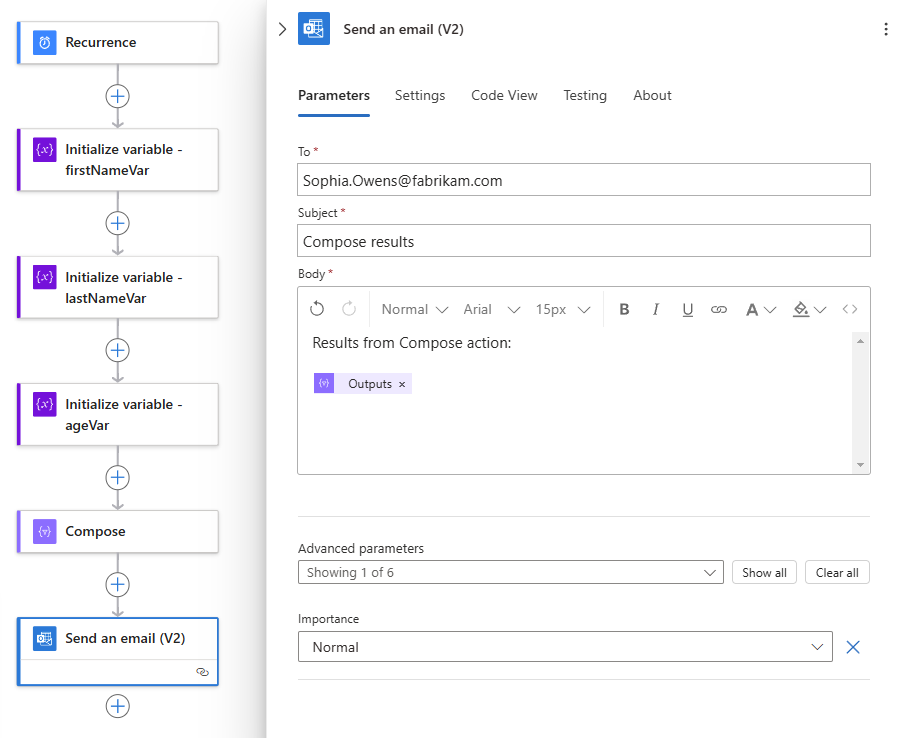 Recurrence
Initialize variable -
firstNameVar
Initialize variable -
lastNameVar
Initialize variable -
ageVar
Compose
Send an email (V2)
Send an email (V2)
Parameters Settings Code View Testing About
To *
Sophia.Owens@fabrikam.com
Subject *
Compose results
Body *
Normal Arial 15px B I U A
Results from Compose action:
Outputs ×
Advanced parameters
Showing 1 of 6 Show all Clear all
Importance
Normal